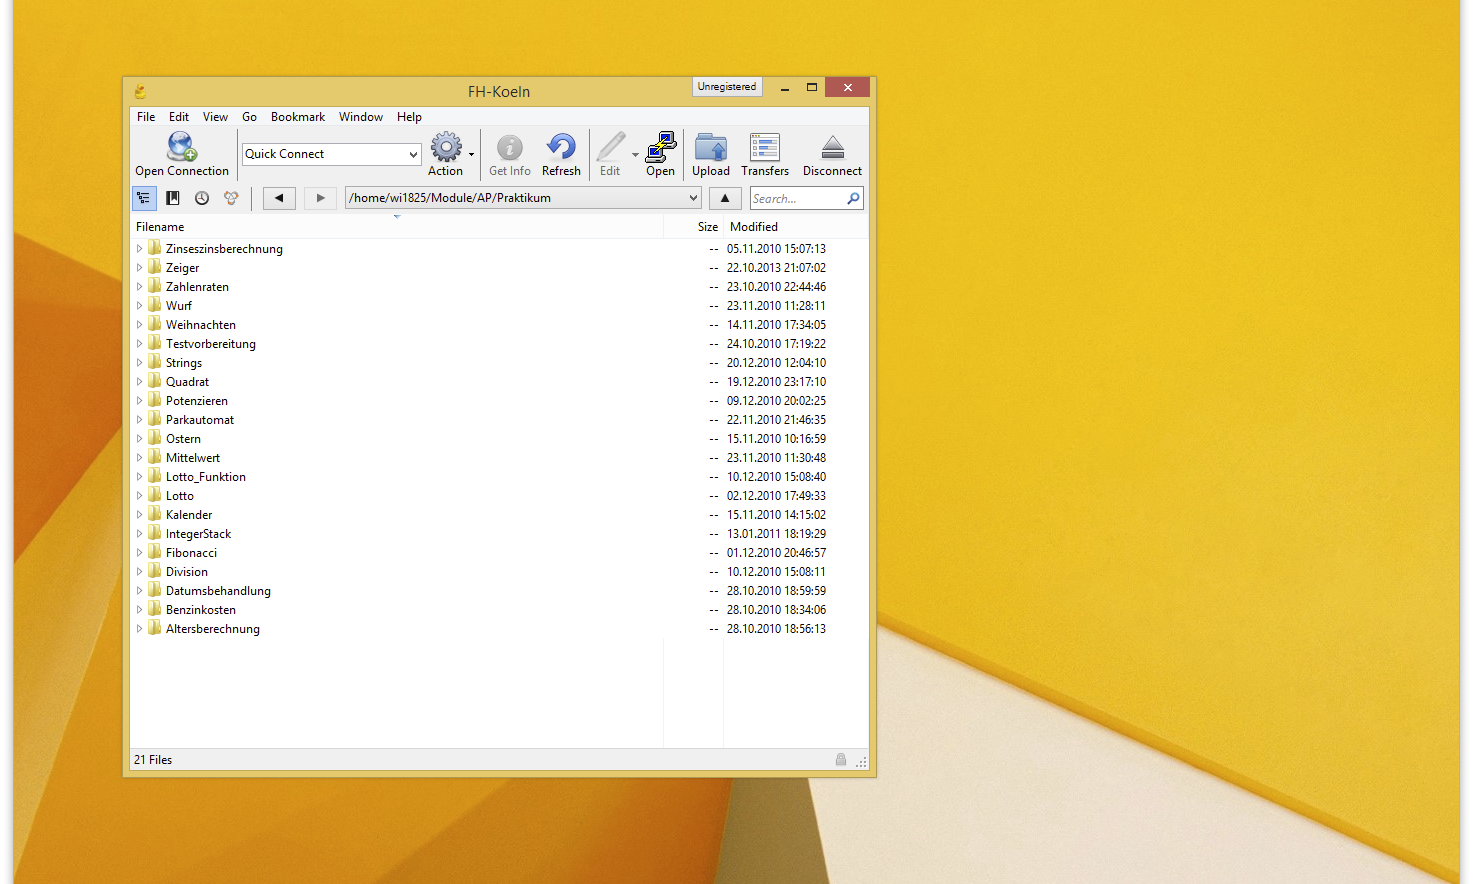 FH-Koeln
Unregistered
File Edit View Go Bookmark Window Help
Open Connection Quick Connect Action Get Info Refresh Edit Open Upload Transfers Disconnect
/home/wi1825/Module/AP/Praktikum Search...
Filename Size Modified
Zinseszinsberechnung -- 05.11.2010 15:07:13
Zeiger -- 22.10.2013 21:07:02
Zahlenraten -- 23.10.2010 22:44:46
Wurf -- 23.11.2010 11:28:11
Weihnachten -- 14.11.2010 17:34:05
Testvorbereitung -- 24.10.2010 17:19:22
Strings -- 20.12.2010 12:04:10
Quadrat -- 19.12.2010 23:17:10
Potenzieren -- 09.12.2010 20:02:25
Parkautomat -- 22.11.2010 21:46:35
Ostern -- 15.11.2010 10:16:59
Mittelwert -- 23.11.2010 11:30:48
Lotto_Funktion -- 10.12.2010 15:08:40
Lotto -- 02.12.2010 17:49:33
Kalender -- 15.11.2010 14:15:02
IntegerStack -- 13.01.2011 18:19:29
Fibonacci -- 01.12.2010 20:46:57
Division -- 10.12.2010 15:08:11
Datumsbehandlung -- 28.10.2010 18:59:59
Benzinkosten -- 28.10.2010 18:34:06
Altersberechnung -- 28.10.2010 18:56:13
21 Files